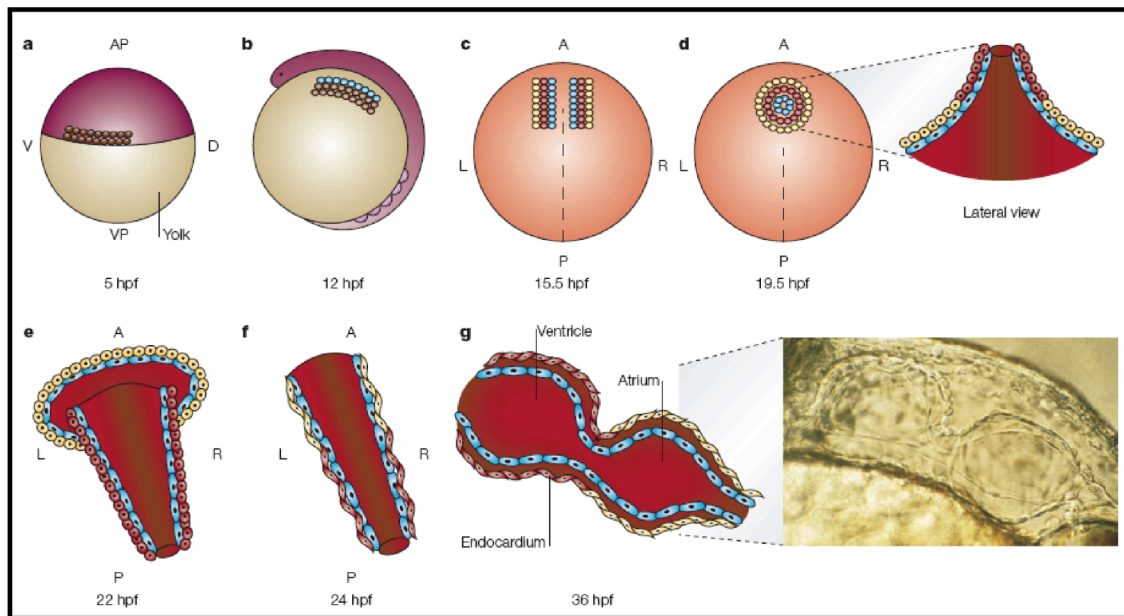 a
AP
V
D
VP
Yolk
5 hpf
b
12 hpf
c
A
L
R
P
15.5 hpf
d
A
L
R
P
19.5 hpf
Lateral view
e
A
L
R
P
22 hpf
f
A
L
R
P
24 hpf
g
Ventricle
Atrium
Endocardium
36 hpf